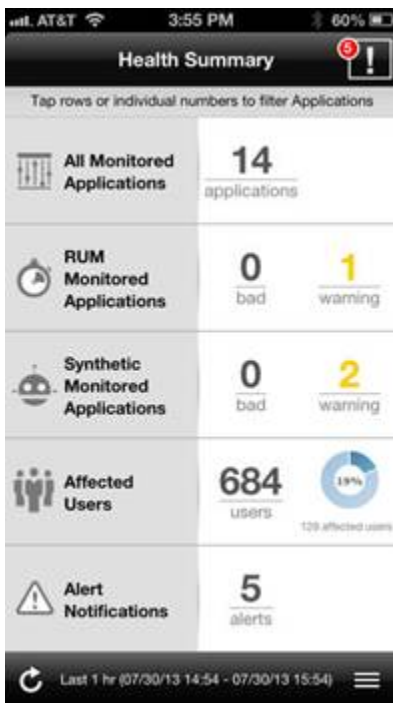 AT&T 3:55 PM 60%
Health Summary
5
!
Tap rows or individual numbers to filter Applications
All Monitored
Applications
14
applications
RUM
Monitored
Applications
0
bad
1
warning
Synthetic
Monitored
Applications
0
bad
2
warning
Affected
Users
684
users
19%
129 affected users
Alert
Notifications
5
alerts
Last 1 hr (07/30/13 14:54 - 07/30/13 15:54)